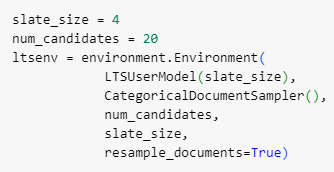 slate_size = 4
num_candidates = 20
ltsenv = environment.Environment(
            LTSUserModel(slate_size),
            CategoricalDocumentSampler(),
            num_candidates,
            slate_size,
            resample_documents=True)